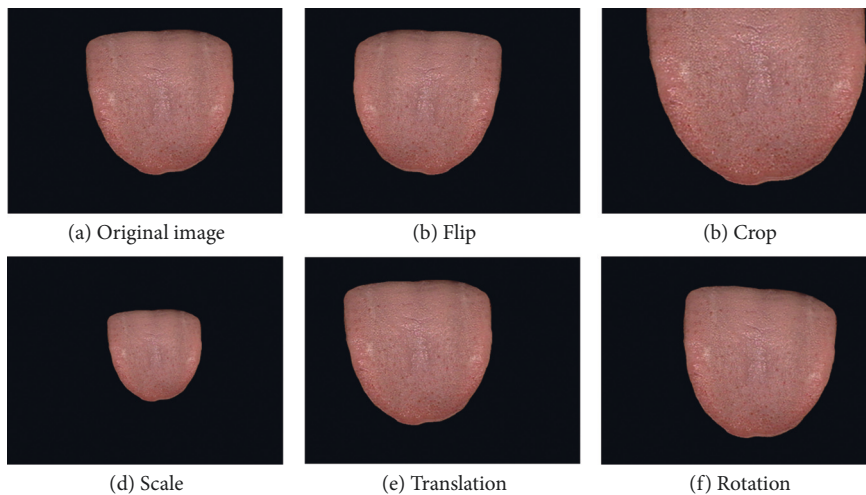 (a) Original image
(b) Flip
(b) Crop
(d) Scale
(e) Translation
(f) Rotation